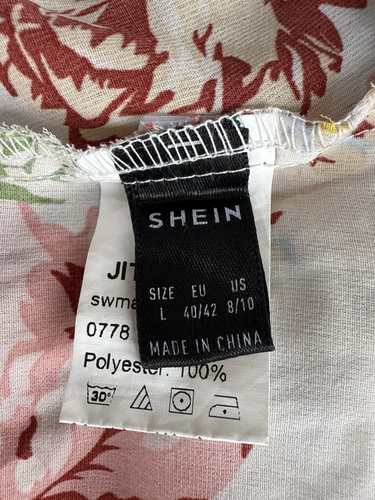 SHEIN
SIZE EU US
L 40/42 8/10
MADE IN CHINA
JIT
swma
0778
Polyester: 100%
30°